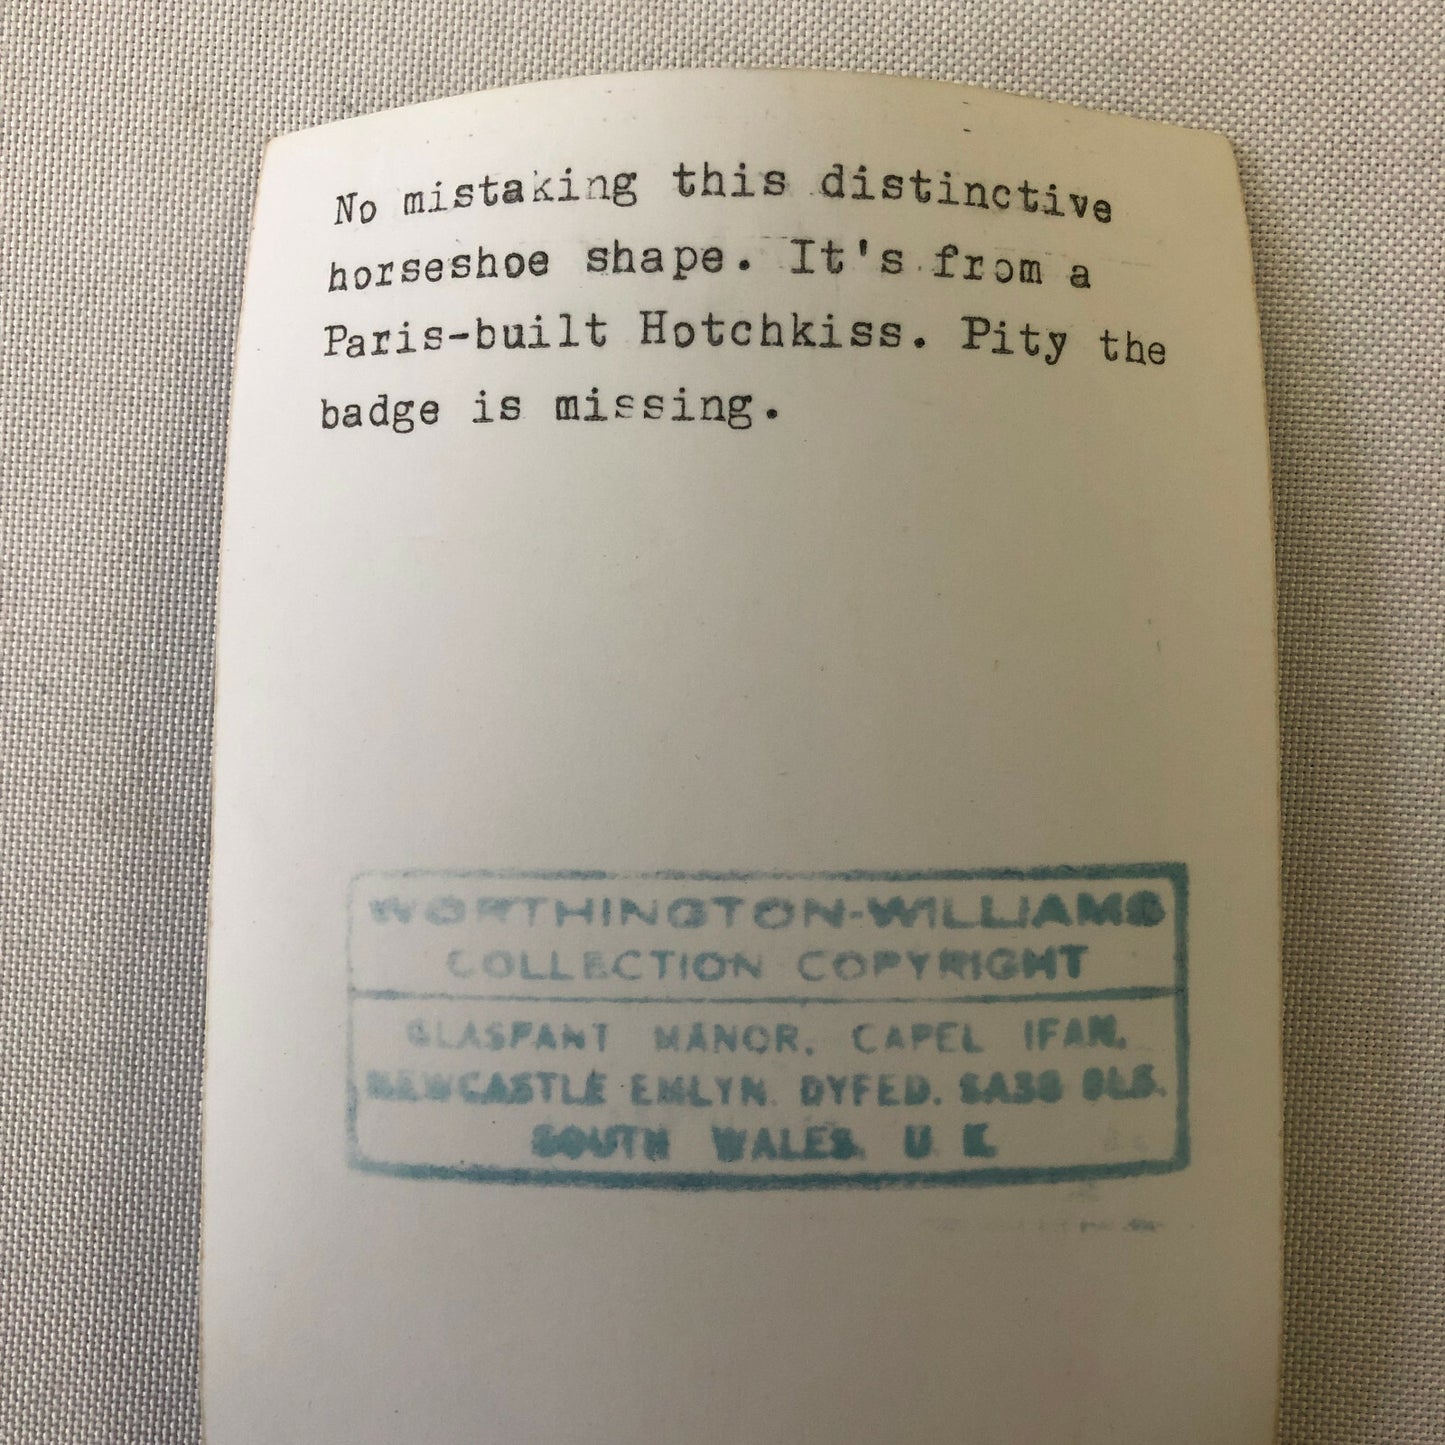 No mistaking this distinctive
horseshoe shape. It's from a
Paris-built Hotchkiss. Pity the
badge is missing.
WORTHINGTON-WILLIAMS
COLLECTION COPYRIGHT
GLASPANT MANOR, CAPEL IFAN,
NEWCASTLE EMLYN. DYFED.
SOUTH WALES. U.K.